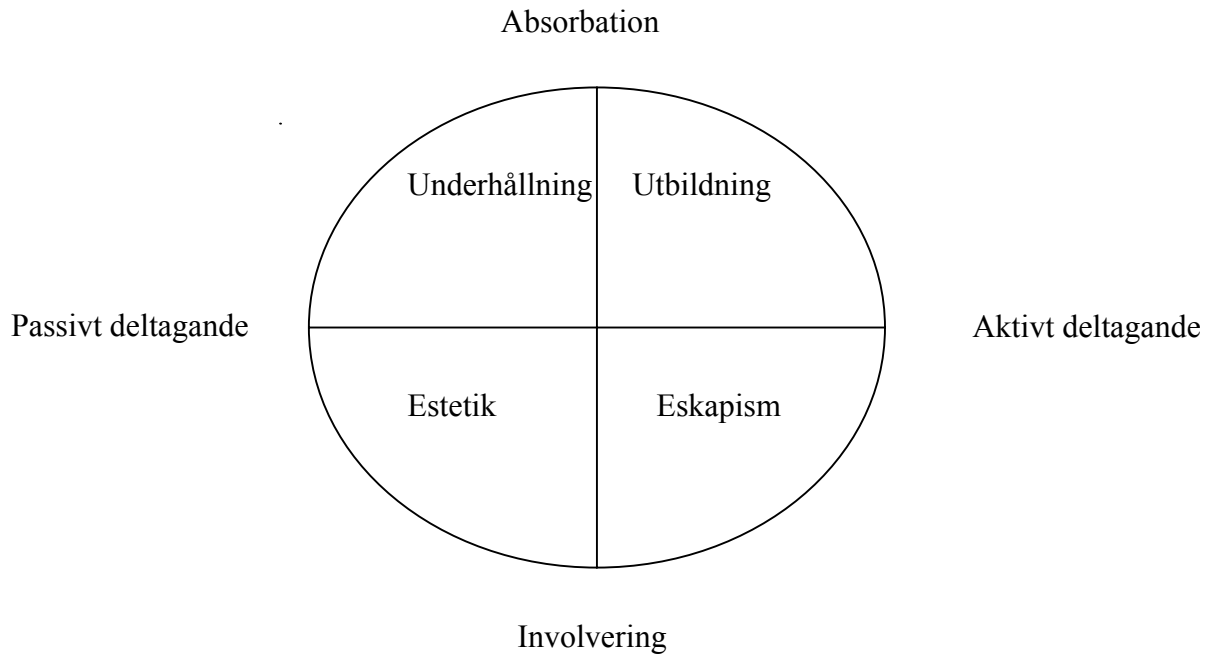 Absorbation
Underhållning Utbildning
Passivt deltagande Aktivt deltagande
Estetik Eskapism
Involvering